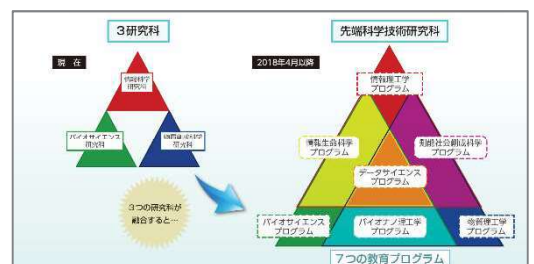 3研究科
現 在
情報科学
研究科
バイオサイエンス
研究科
物質創成科学
研究科
3つの研究科が
融合すると…
先端科学技術研究科
2018年4月以降
情報理工学
プログラム
情報生命科学
プログラム
知能社会創成科学
プログラム
データサイエンス
プログラム
バイオサイエンス
プログラム
バイオナノ理工学
プログラム
物質理工学
プログラム
7つの教育プログラム